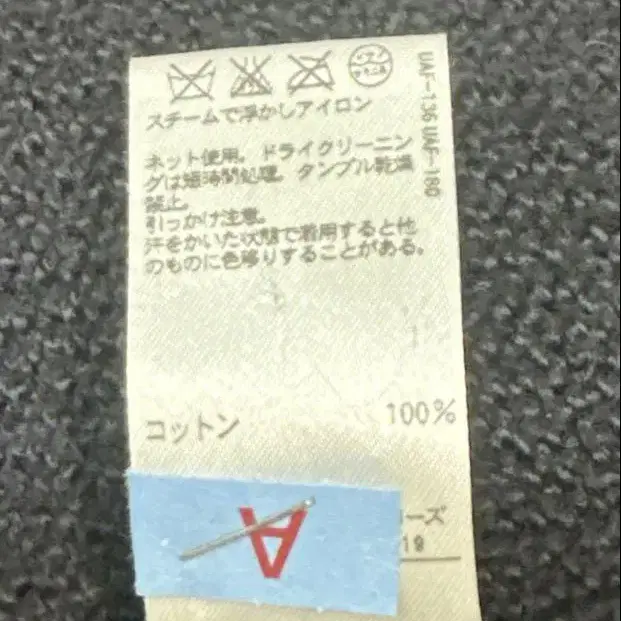 スチームで浮かしアイロン
ネット使用。ドライクリーニン
グは短時間処理。タンブル乾燥
禁止。
引っかけ注意。
汗をかいた状態で着用すると他
のものに色移りすることがある。
UAF-136 UAF-180
コットン 100%
A
ーズ
19